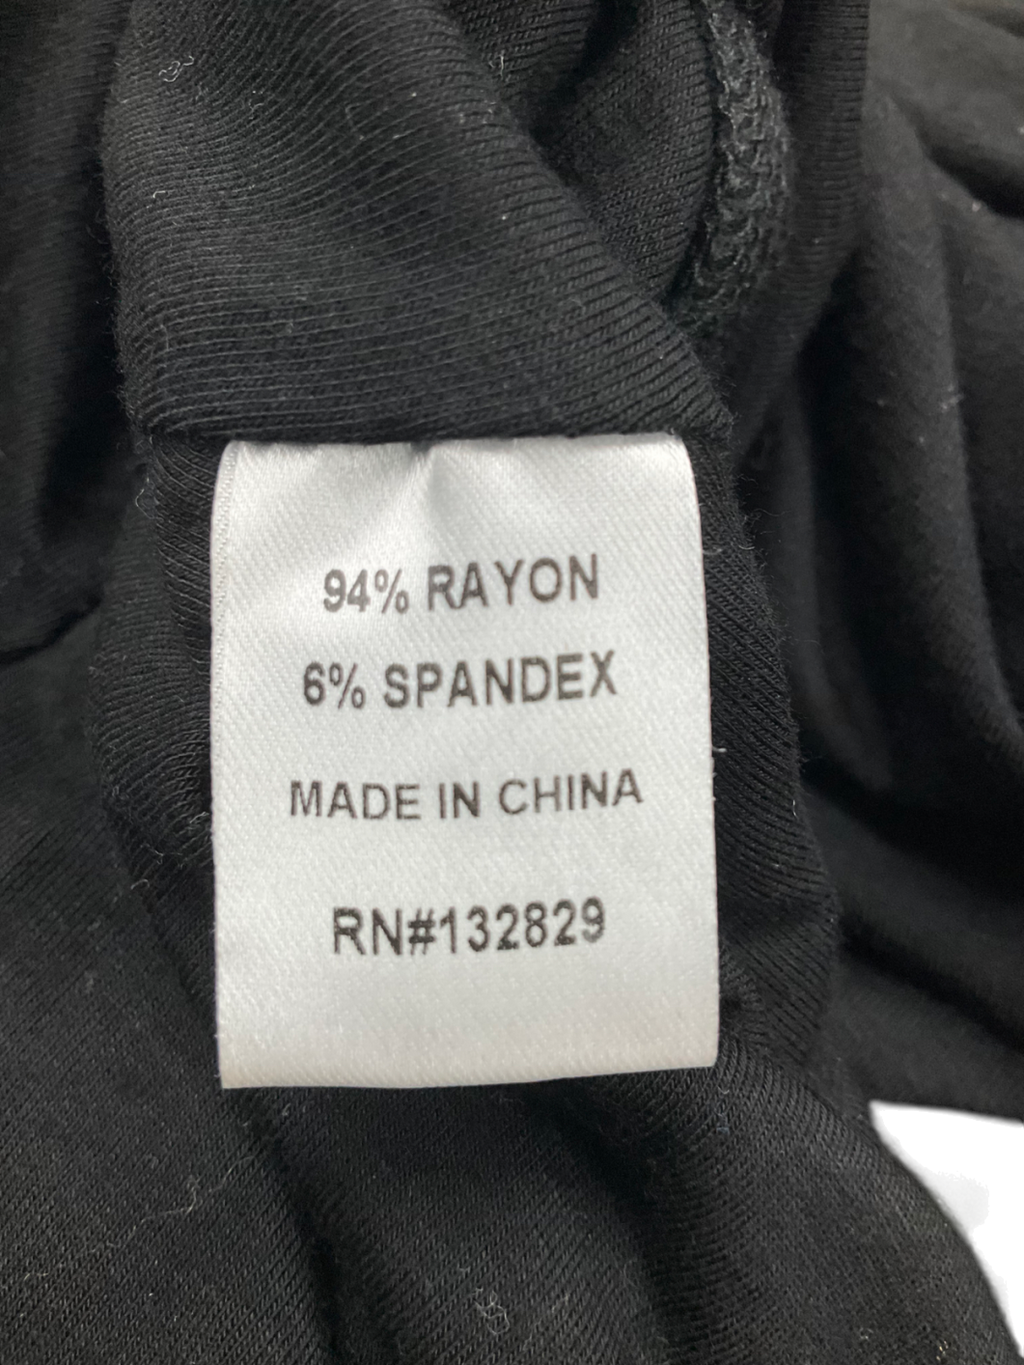 94% RAYON
6% SPANDEX
MADE IN CHINA
RN#132829